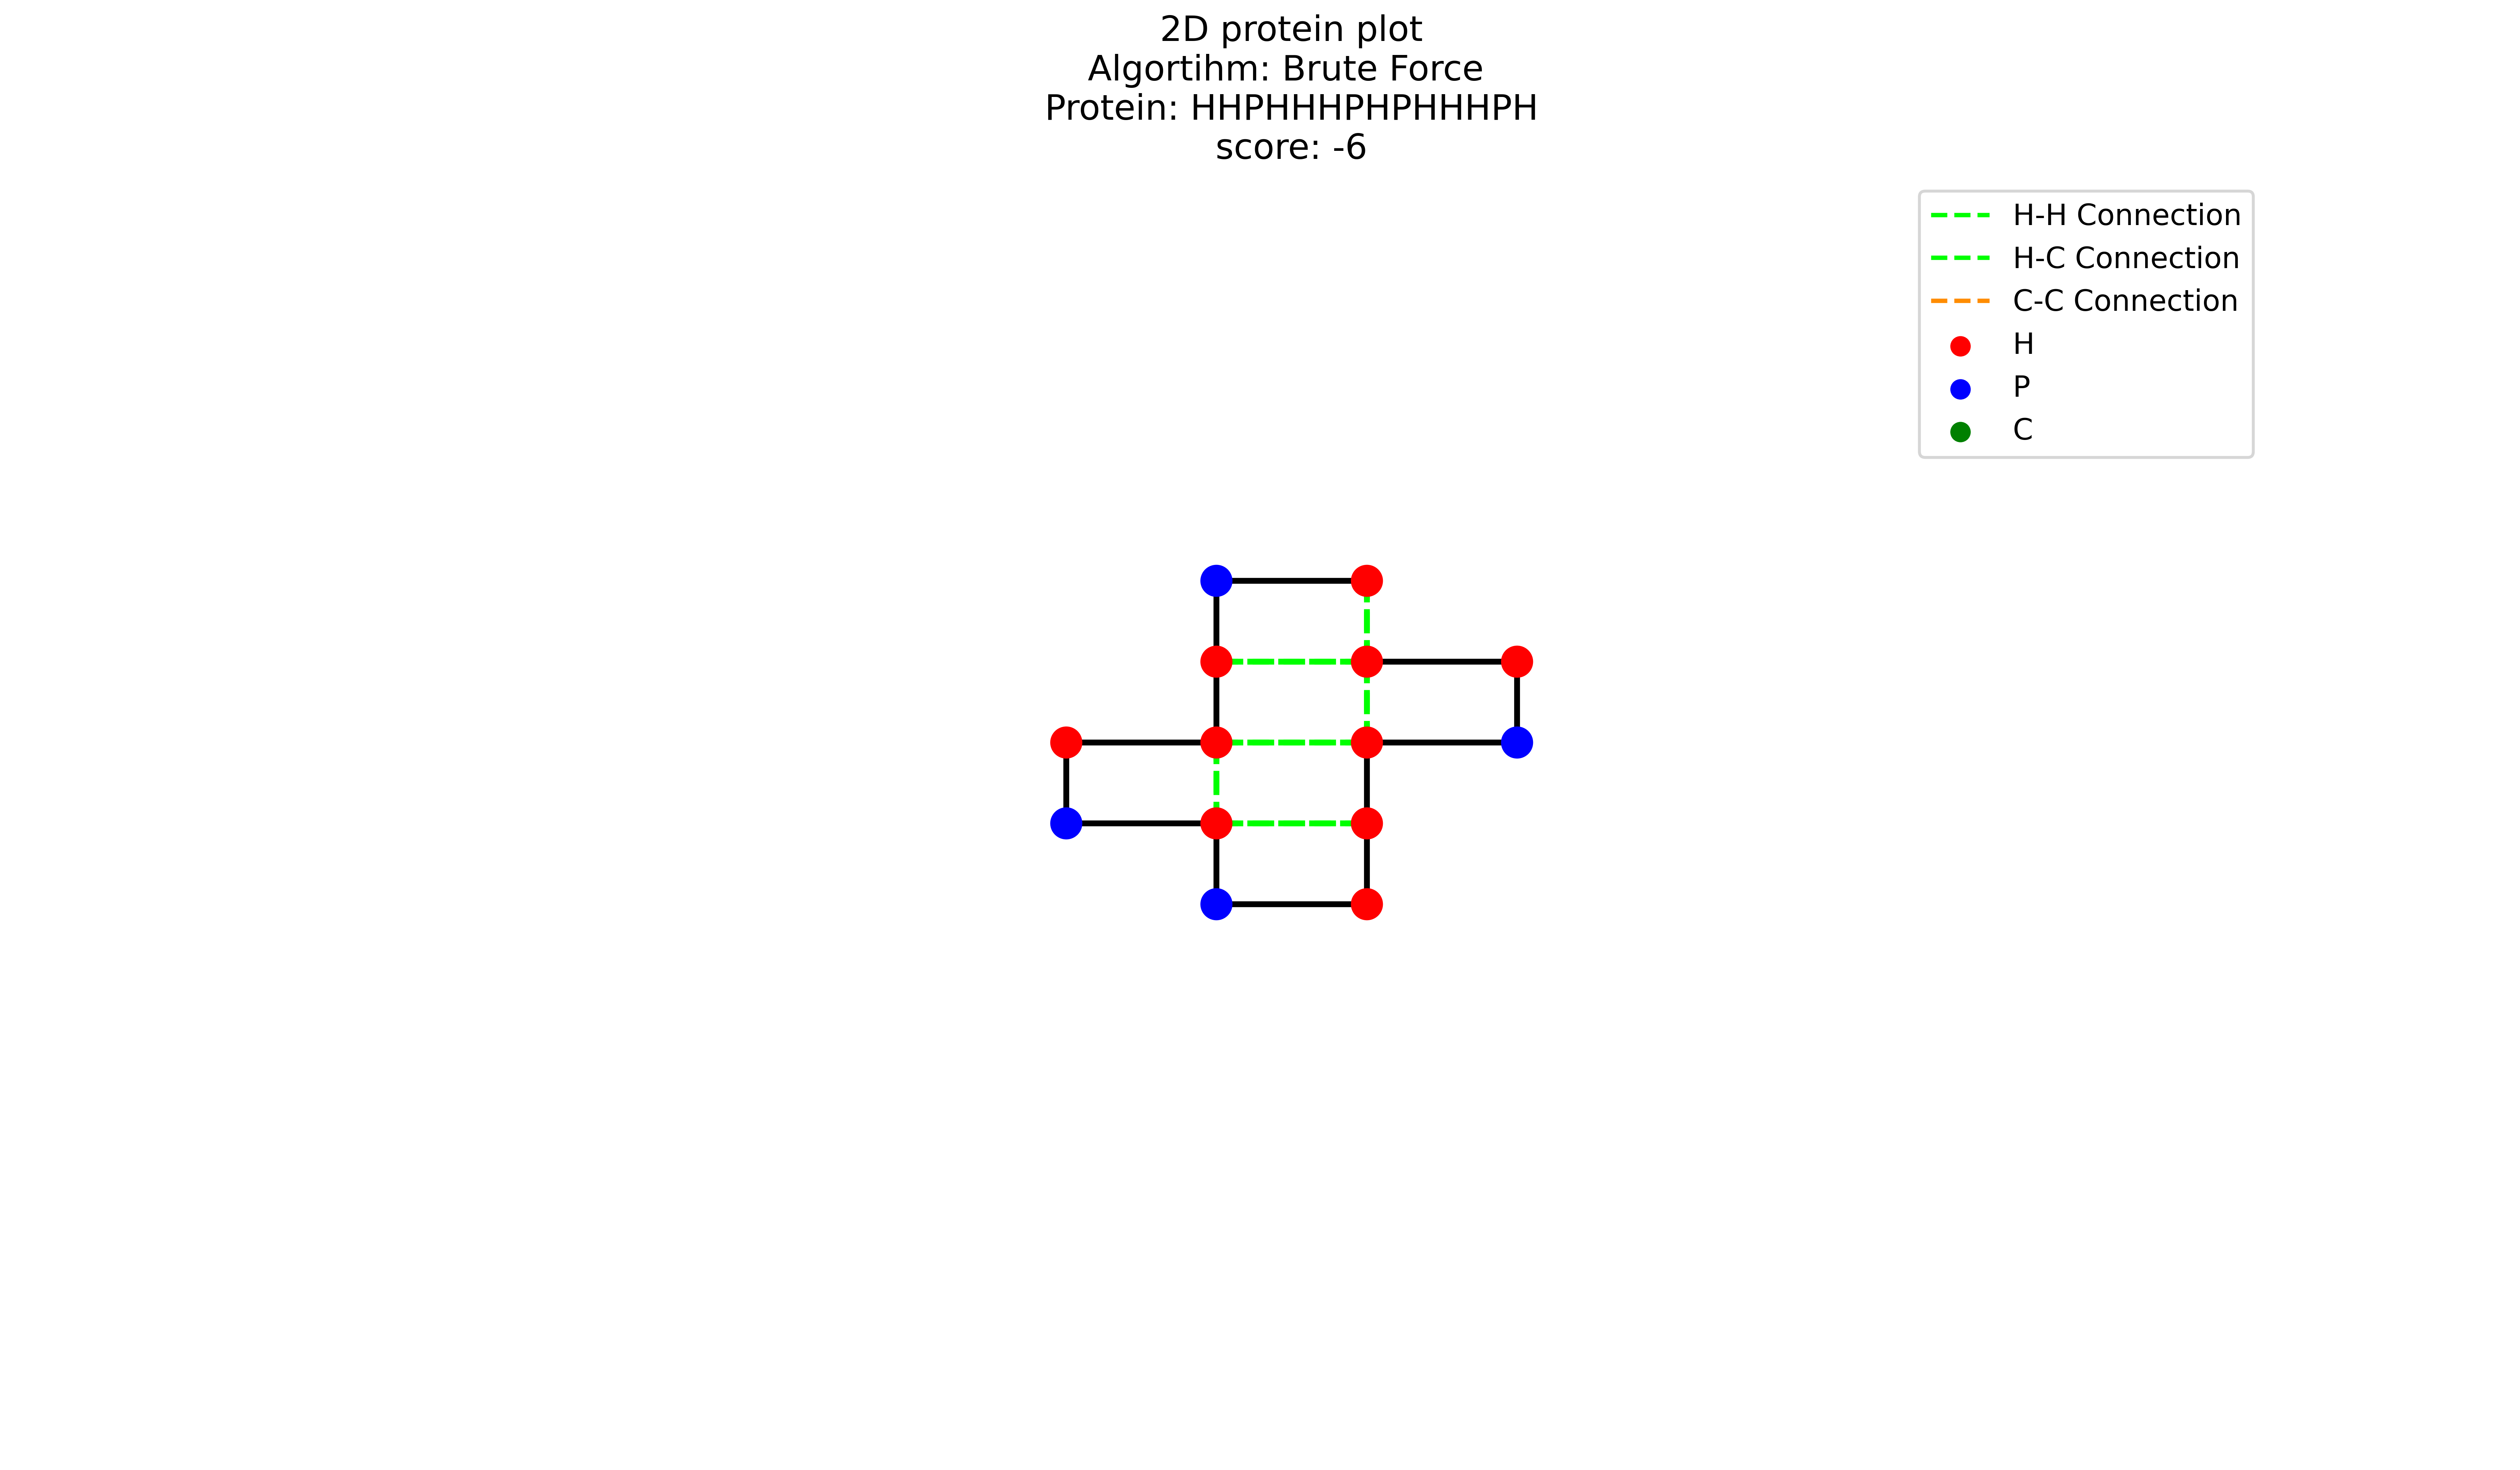 2D protein plot
Algortihm: Brute Force
Protein: HHPHHHPHPHHHPH
score: -6
H-H Connection
H-C Connection
C-C Connection
H
P
C